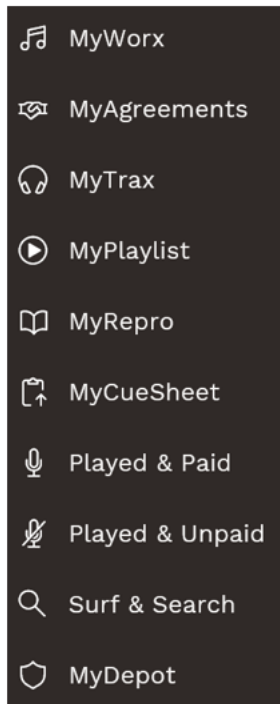 MyWorx
MyAgreements
MyTrax
MyPlaylist
MyRepro
MyCueSheet
Played & Paid
Played & Unpaid
Surf & Search
MyDepot